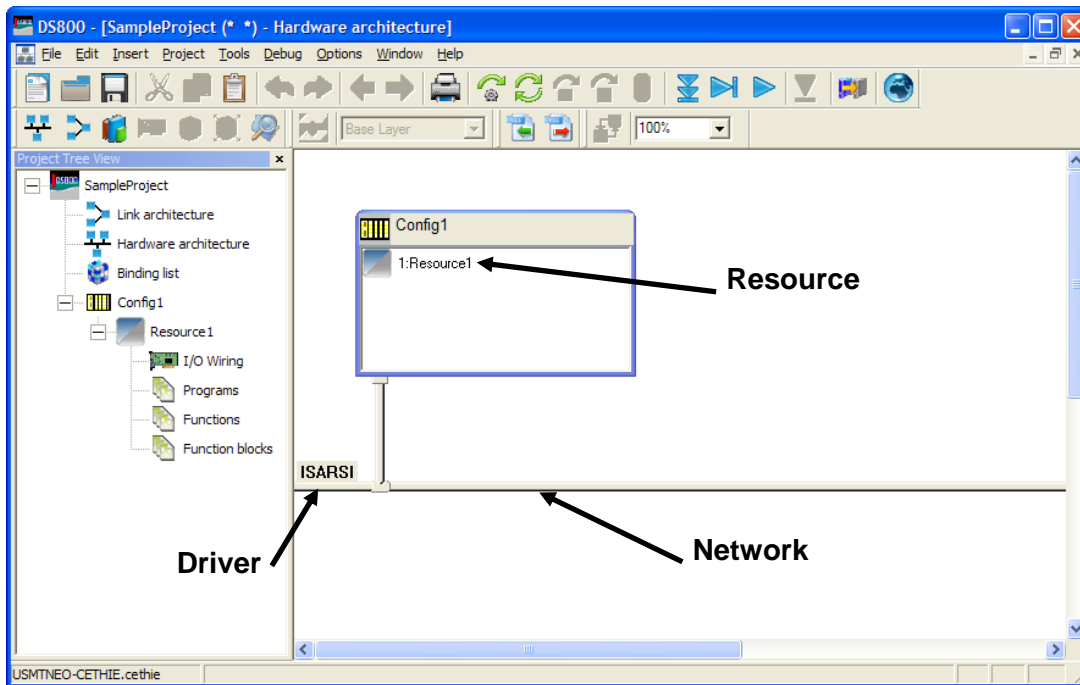 DS800 - [SampleProject (* *) - Hardware architecture]
File Edit Insert Project Tools Debug Options Window Help
Base Layer
100%
Project Tree View
DS800 SampleProject
Link architecture
Hardware architecture
Binding list
Config1
Resource1
I/O Wiring
Programs
Functions
Function blocks
Config1
1:Resource1
Resource
ISARSI
Driver
Network
USMTNEO-CETHIE.cethie